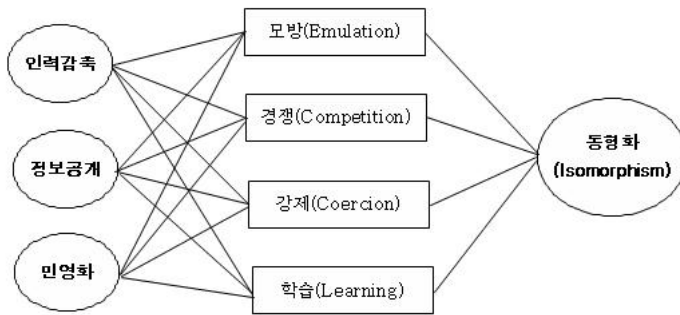 인력감축
정보공개
민영화
모방(Emulation)
경쟁(Competition)
강제(Coercion)
학습(Learning)
동형화
(Isomorphism)